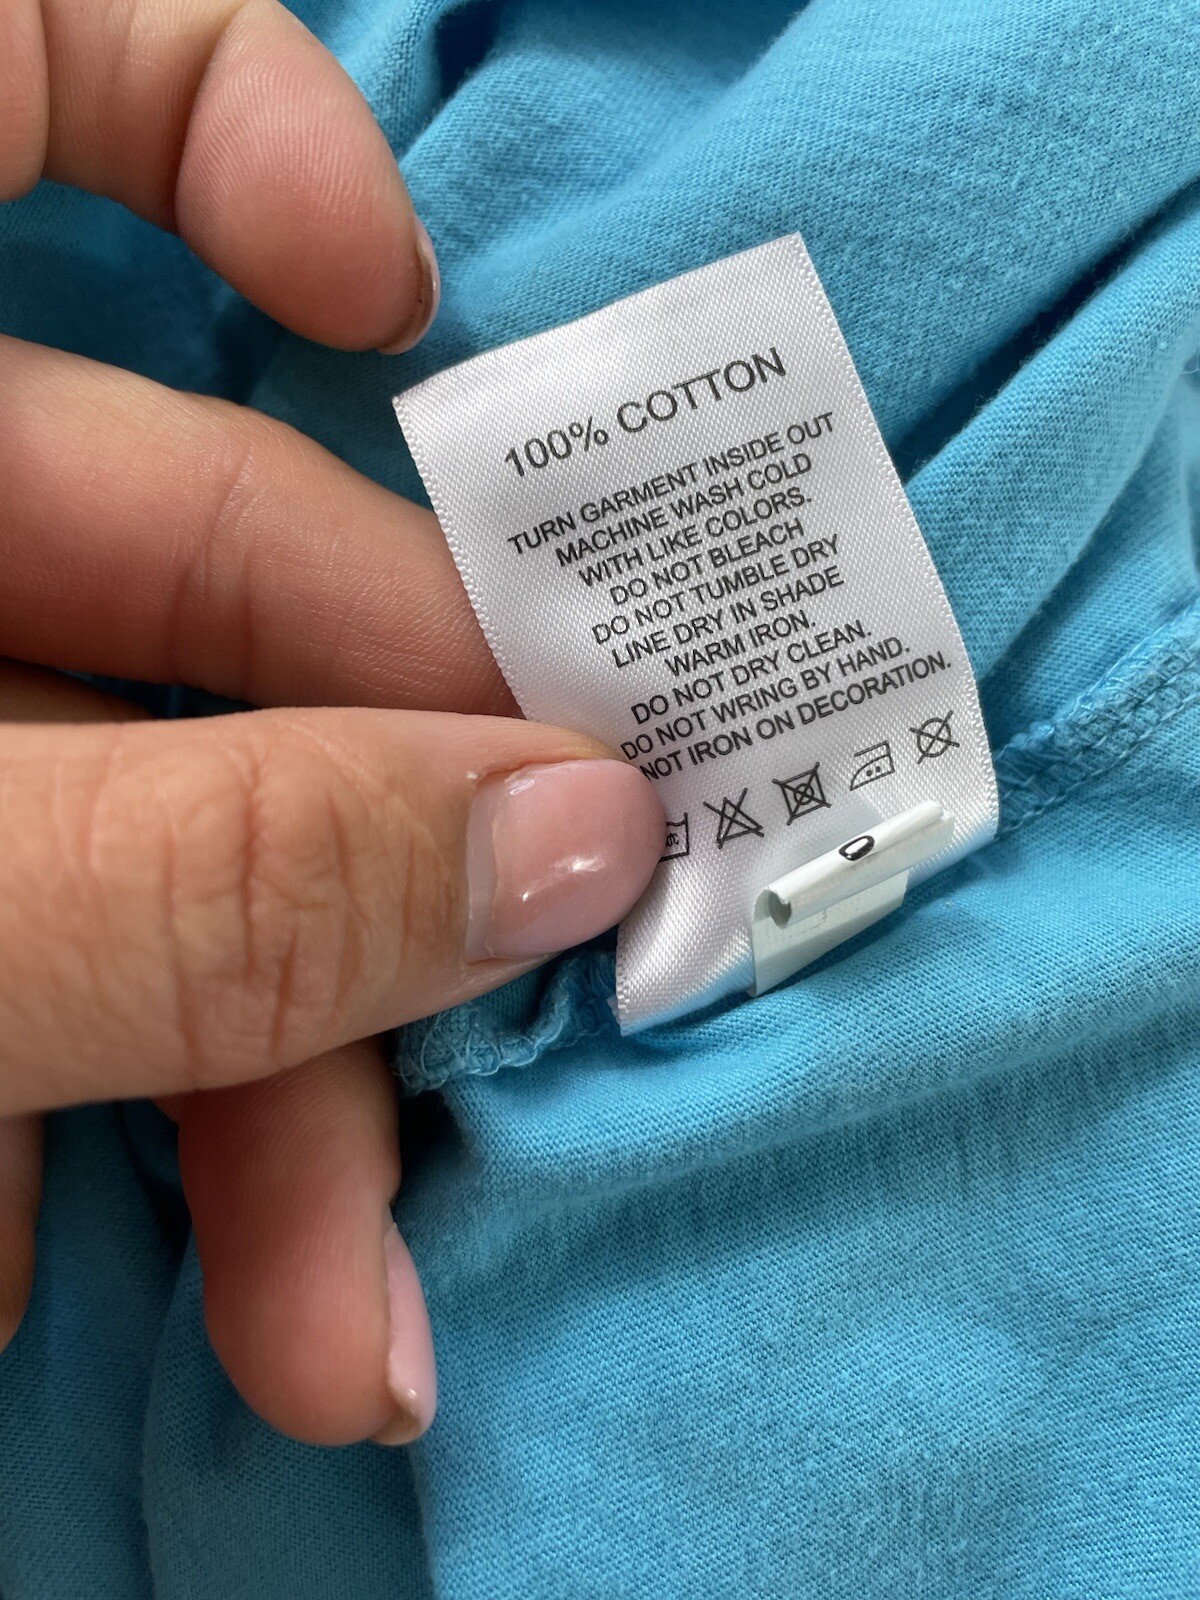 100% COTTON
TURN GARMENT INSIDE OUT
MACHINE WASH COLD
WITH LIKE COLORS.
DO NOT BLEACH
DO NOT TUMBLE DRY
LINE DRY IN SHADE
WARM IRON.
DO NOT DRY CLEAN.
DO NOT WRING BY HAND.
NOT IRON ON DECORATION.